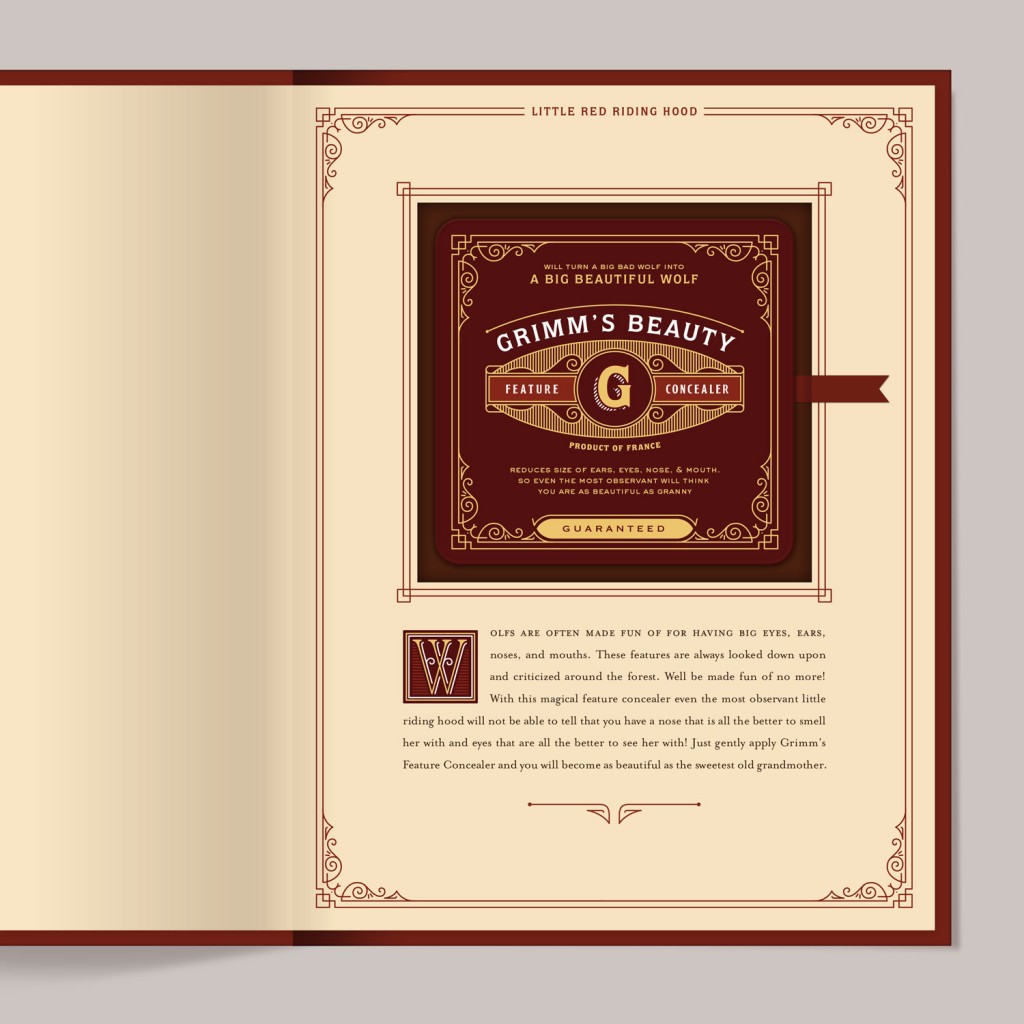 LITTLE RED RIDING HOOD
WILL TURN A BIG BAD WOLF INTO
A BIG BEAUTIFUL WOLF
GRIMM'S BEAUTY
FEATURE G CONCEALER
PRODUCT OF FRANCE
REDUCES SIZE OF EARS, EYES, NOSE, & MOUTH.
SO EVEN THE MOST OBSERVANT WILL THINK
YOU ARE AS BEAUTIFUL AS GRANNY
GUARANTEED
WOLFS ARE OFTEN MADE FUN OF FOR HAVING BIG EYES, EARS,
noses, and mouths. These features are always looked down upon
and criticized around the forest. Well be made fun of no more!
With this magical feature concealer even the most observant little
riding hood will not be able to tell that you have a nose that is all the better to smell
her with and eyes that are all the better to see her with! Just gently apply Grimm's
Feature Concealer and you will become as beautiful as the sweetest old grandmother.